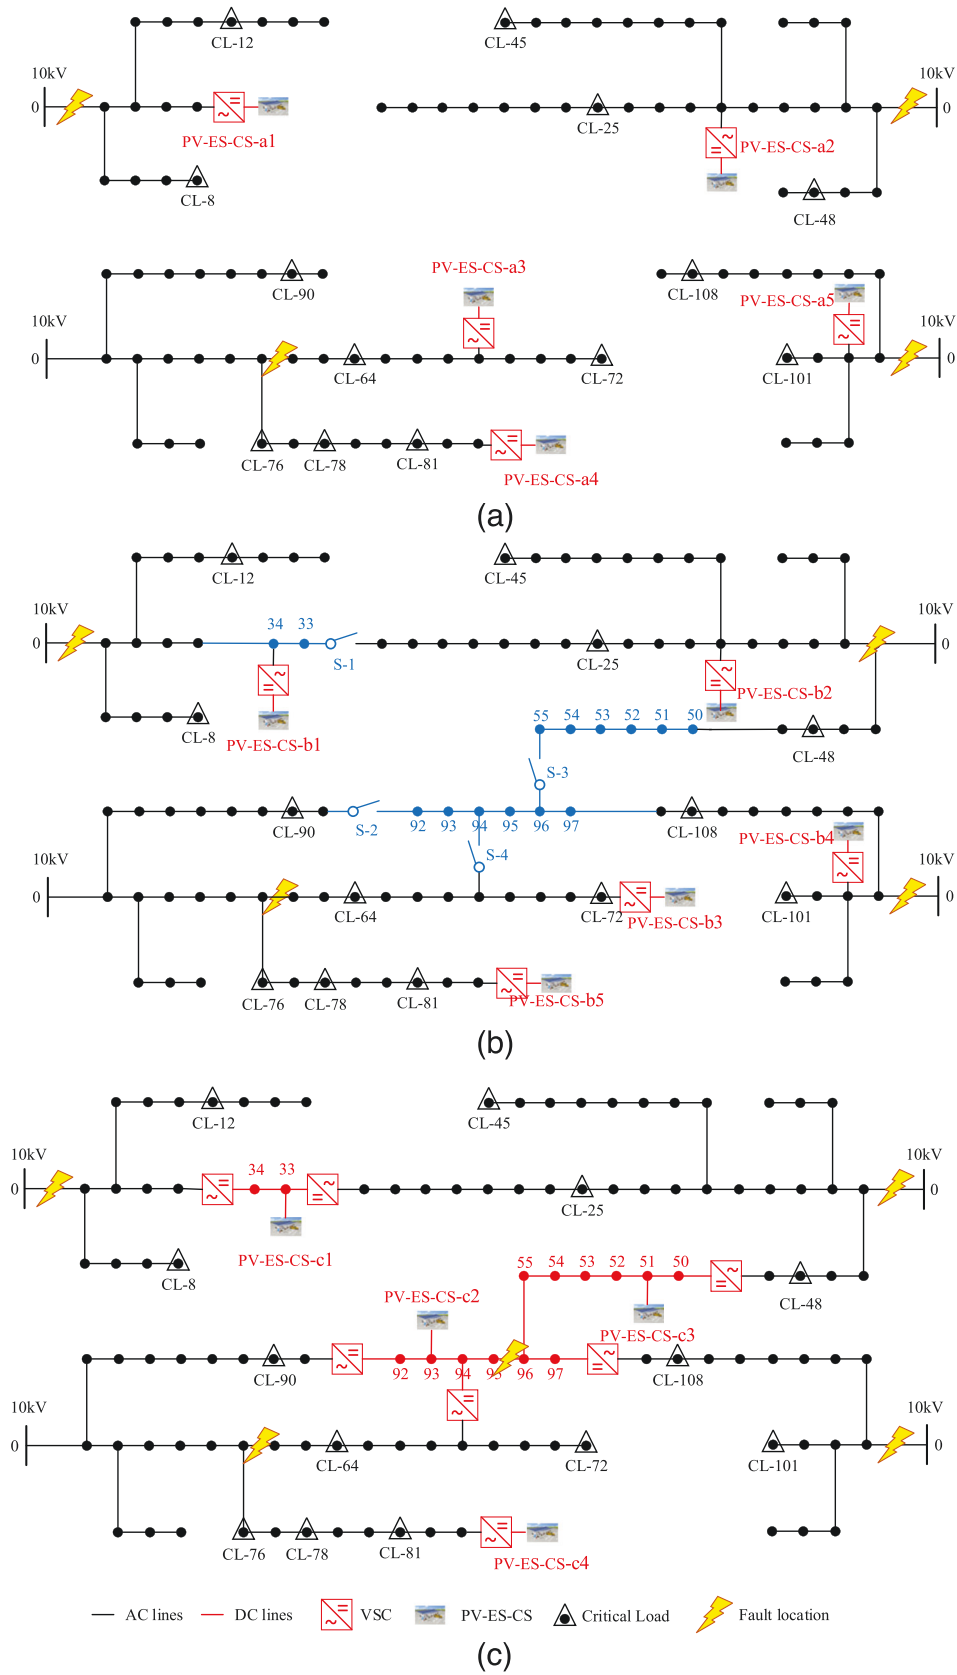 CL-12
CL-45
10kV
10kV
0
0
CL-25
PV-ES-CS-a1
PV-ES-CS-a2
CL-8
CL-48
PV-ES-CS-a3
CL-90
CL-108
PV-ES-CS-a5
10kV
10kV
0
0
CL-64
CL-72
CL-101
CL-76
CL-78
CL-81
PV-ES-CS-a4
(a)
CL-12
CL-45
10kV
10kV
34
33
0
0
S-1
CL-25
PV-ES-CS-b2
CL-8
PV-ES-CS-b1
55
54
53
52
51
50
CL-48
S-3
CL-90
S-2
92
93
94
95
96
97
CL-108
PV-ES-CS-b4
10kV
10kV
S-4
0
0
CL-64
CL-72
CL-101
PV-ES-CS-b3
CL-76
CL-78
CL-81
PV-ES-CS-b5
(b)
CL-12
CL-45
10kV
10kV
34
33
0
0
CL-25
PV-ES-CS-c1
CL-8
55
54
53
52
51
50
CL-48
PV-ES-CS-c2
PV-ES-CS-c3
CL-90
92
93
94
95
96
97
CL-108
10kV
10kV
0
0
CL-64
CL-72
CL-101
CL-76
CL-78
CL-81
PV-ES-CS-c4
AC lines
DC lines
VSC
PV-ES-CS
Critical Load
Fault location
(c)